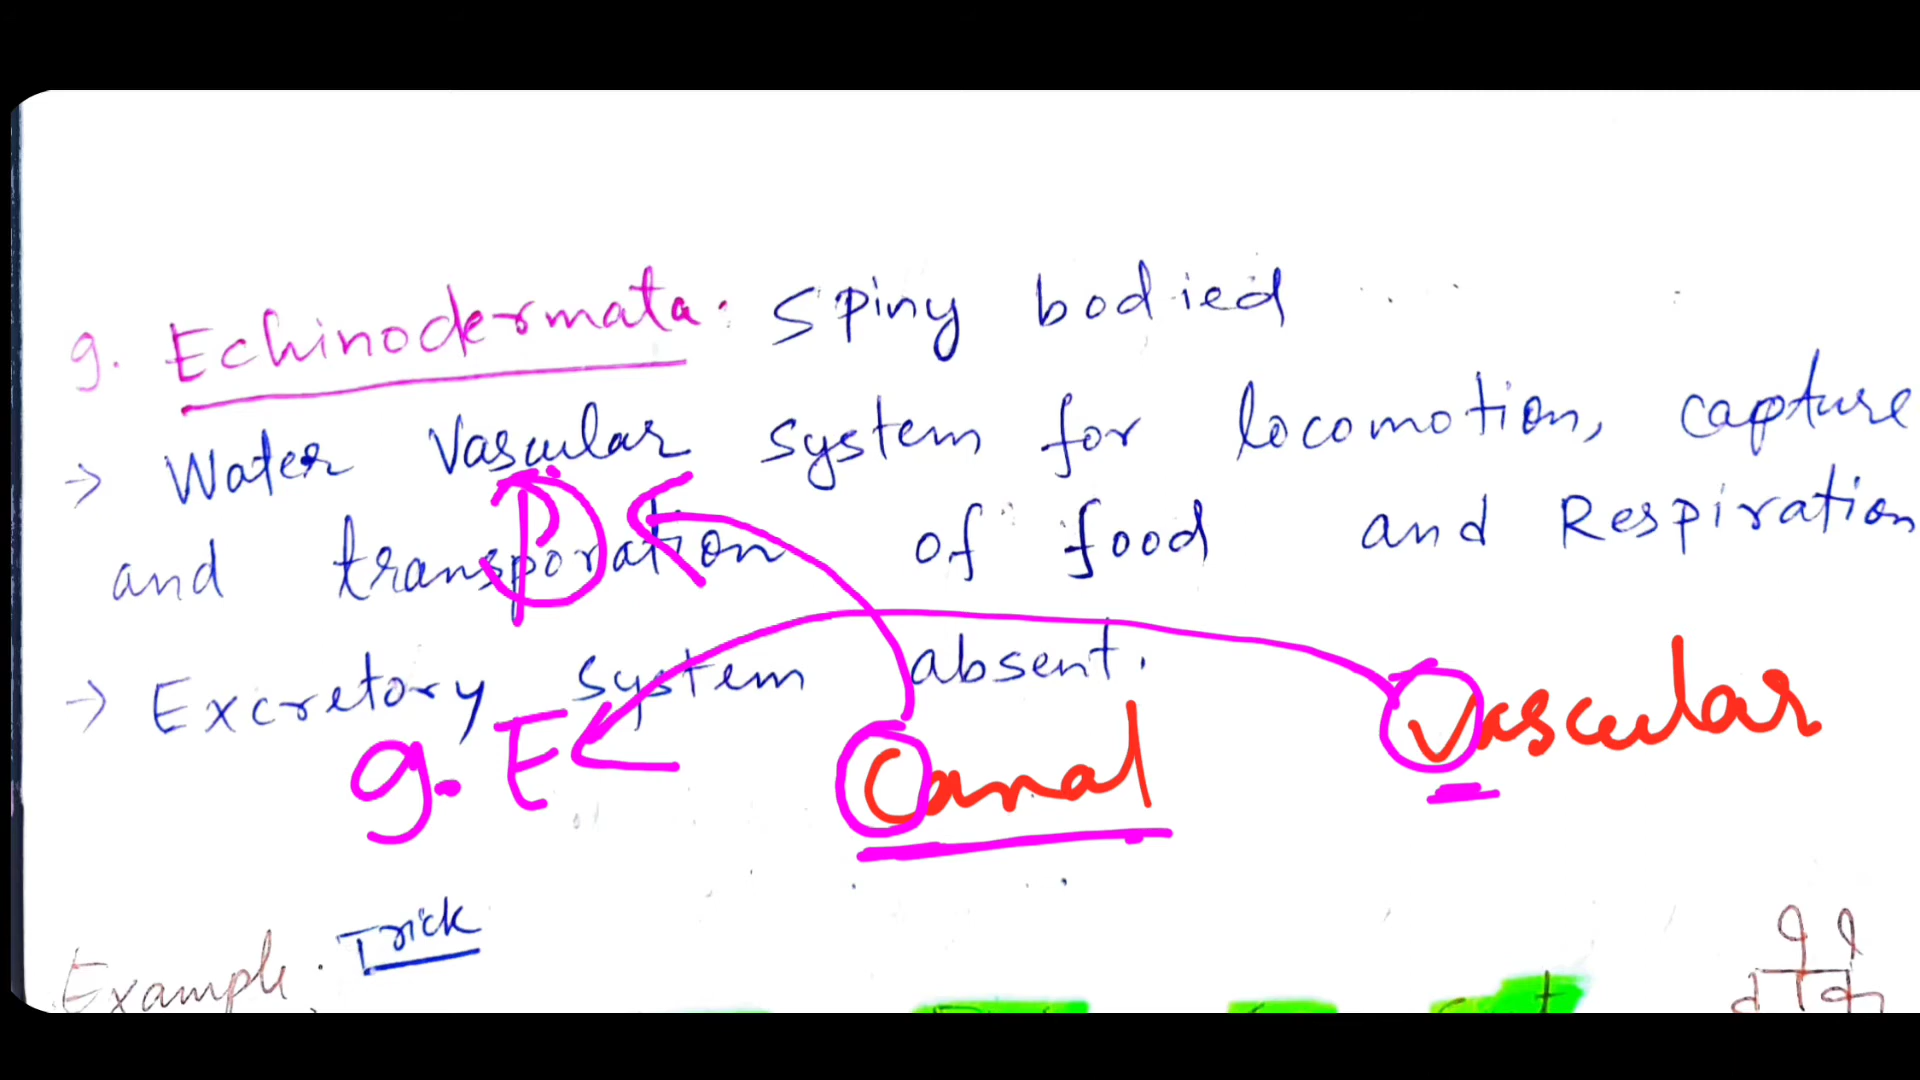 9. Echinodermata: Spiny bodied
→ Water Vascular system for locomotion, capture
and transporation of food and Respiration
P
→ Excretory system absent.
9. E Canal Vascular
Example: Trick